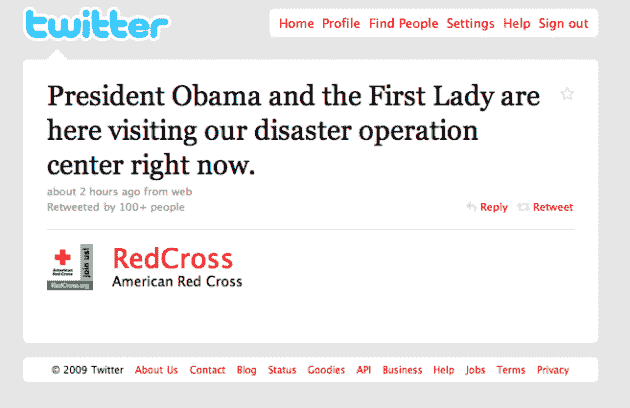 twitter
Home Profile Find People Settings Help Sign out
President Obama and the First Lady are
here visiting our disaster operation
center right now.
about 2 hours ago from web
Retweeted by 100+ people
Reply Retweet
join us!
American
Red Cross
RedCross.org
RedCross
American Red Cross
© 2009 Twitter About Us Contact Blog Status Goodies API Business Help Jobs Terms Privacy